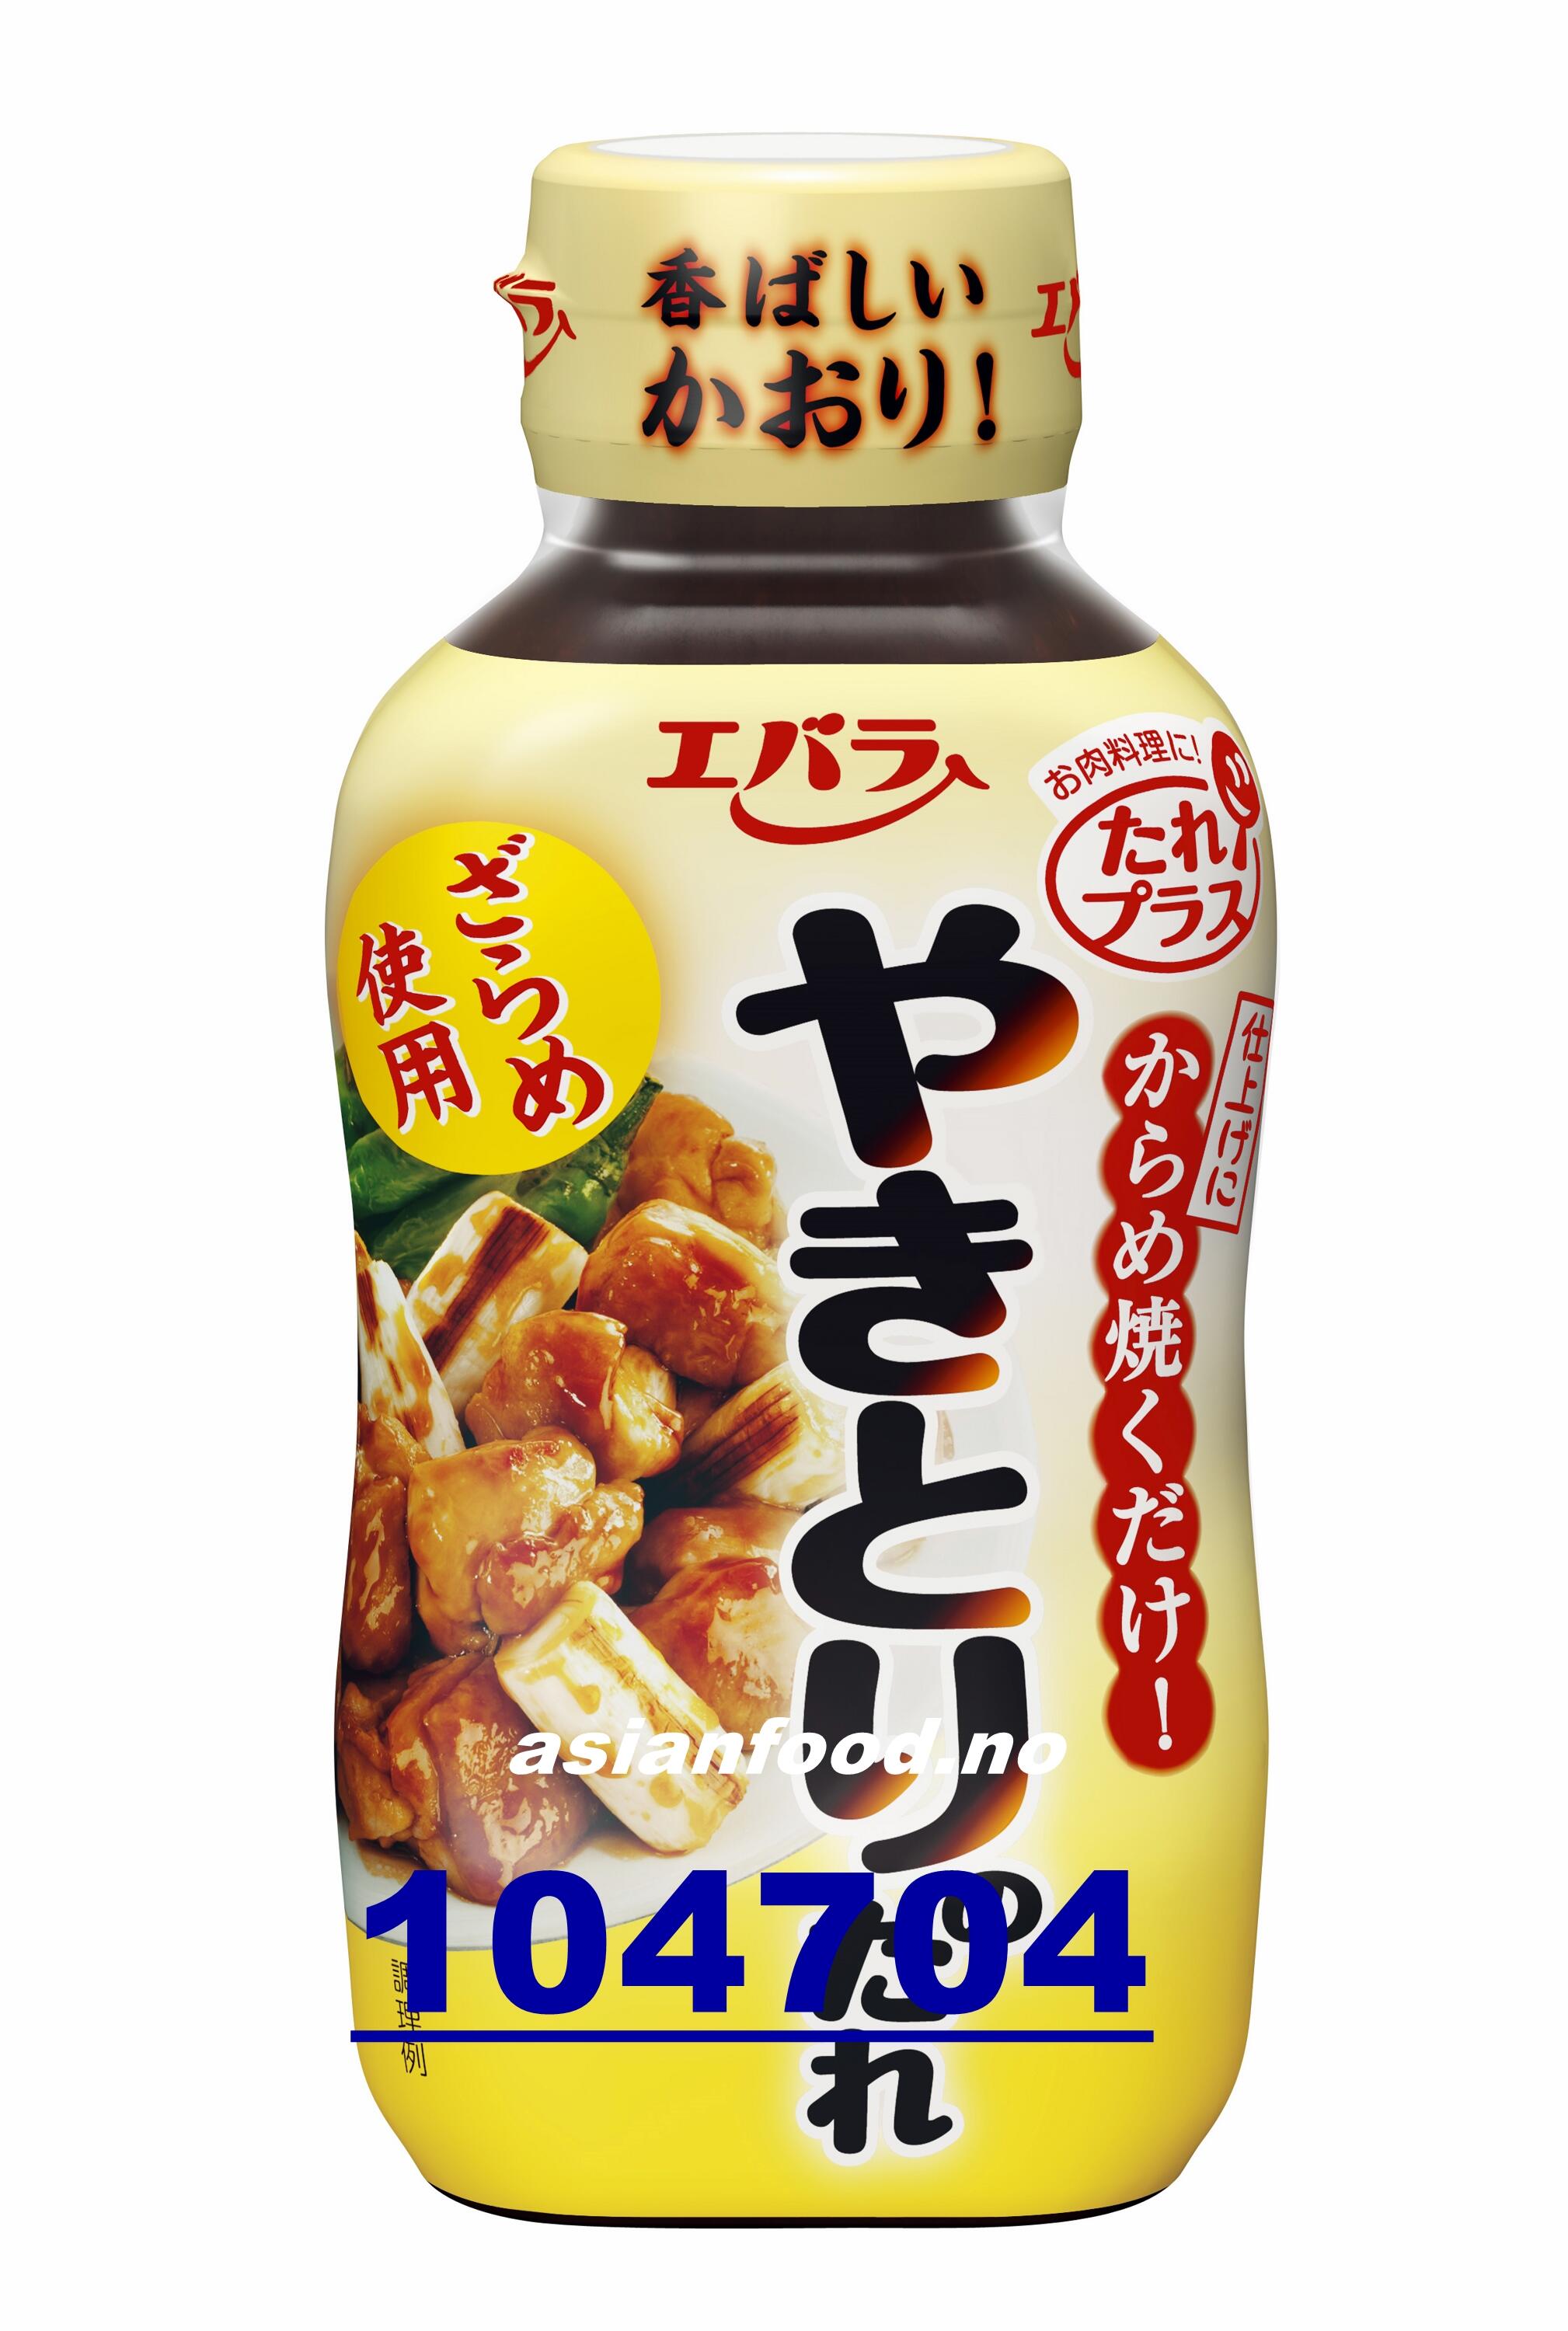 香ばしい
かおり!
エバラ
お肉料理に!
たれ
プラス
ざらめ
使用
やきとりの
たれ
仕上げに
からめ焼くだけ!
asianfood.no
104704
調理例